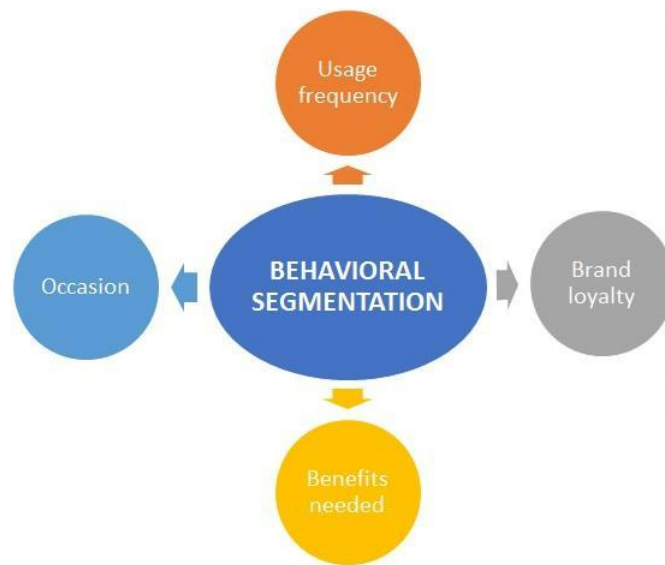 Usage
frequency
Occasion
BEHAVIORAL
SEGMENTATION
Brand
loyalty
Benefits
needed